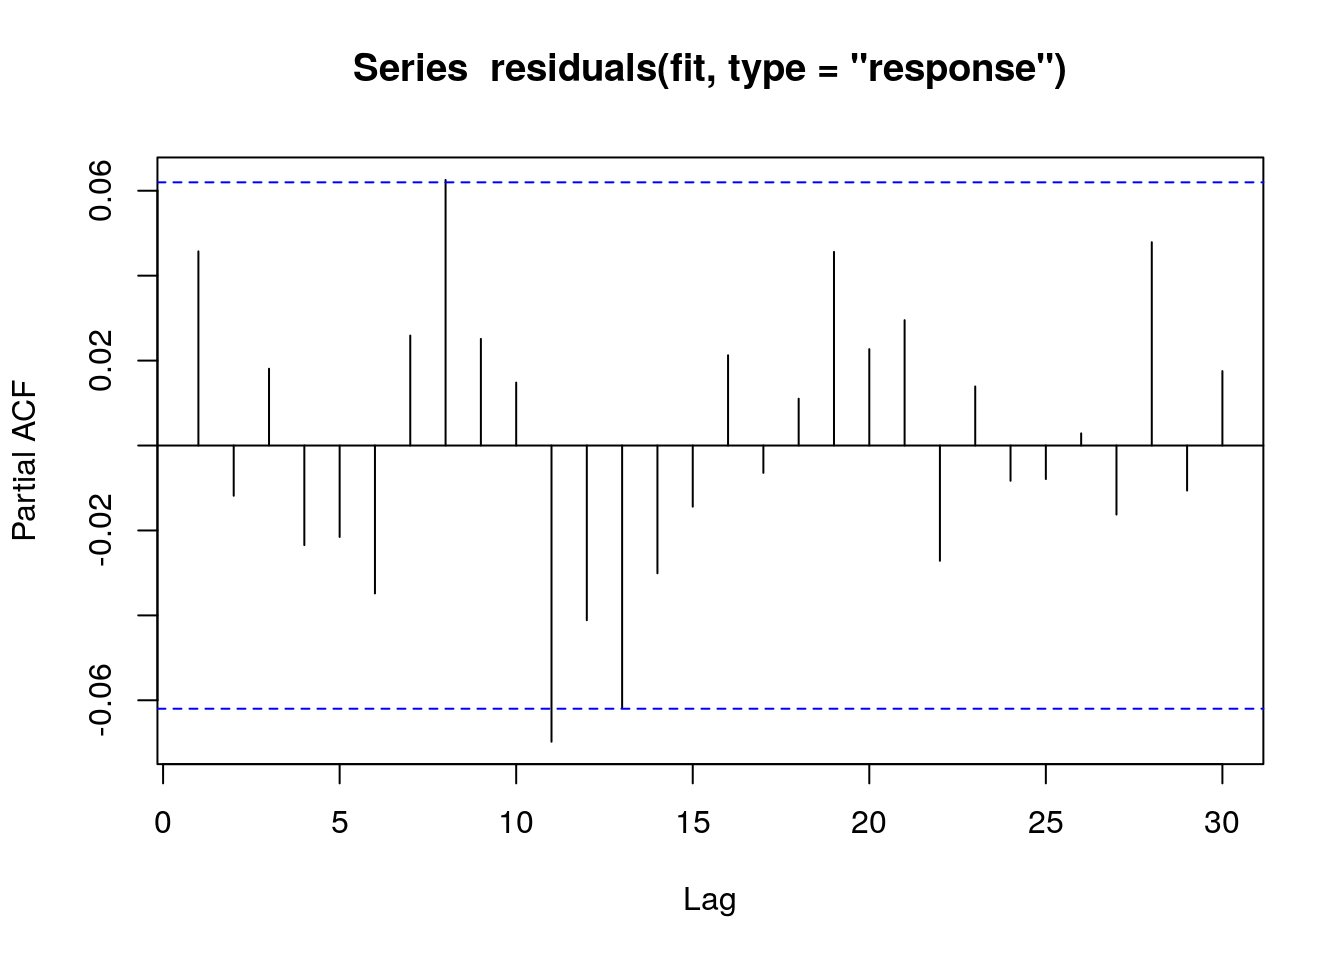 Series  residuals(fit, type = "response")
Partial ACF
0.06
0.02
-0.02
-0.06
0 5 10 15 20 25 30
Lag